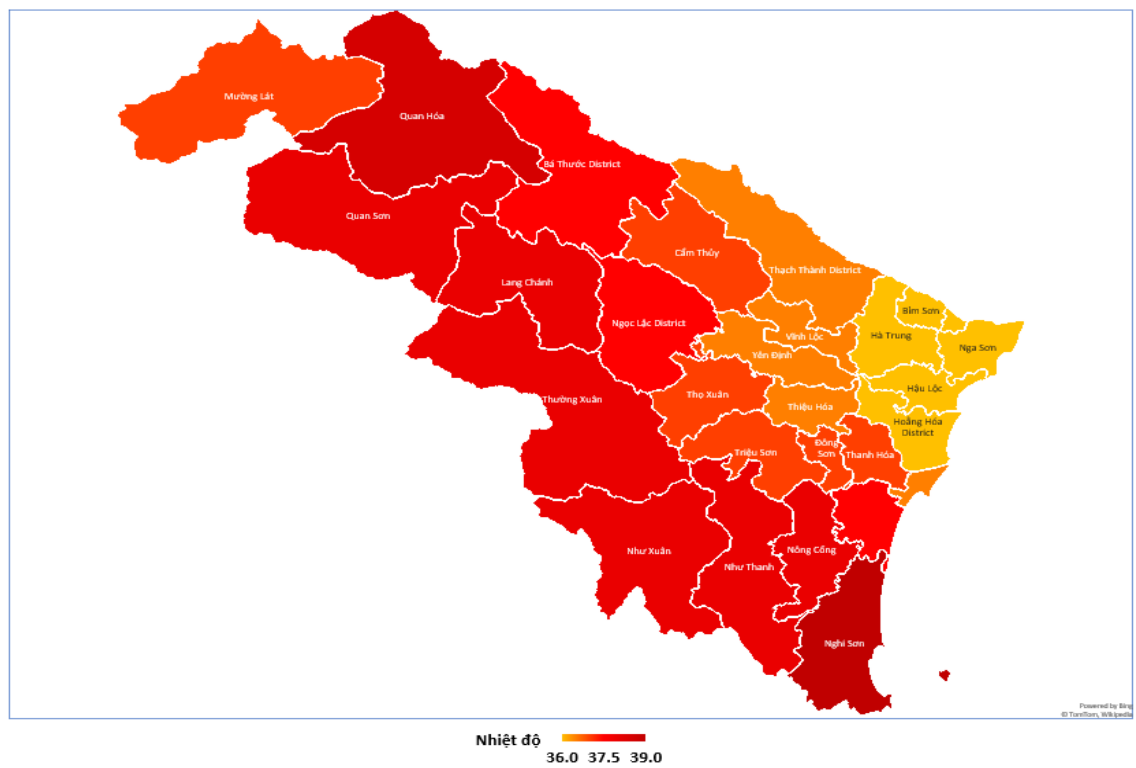 Mường Lát
Quan Hóa
Bá Thước District
Quan Sơn
Cẩm Thủy
Thạch Thành District
Lang Chánh
Bỉm Sơn
Ngọc Lặc District
Hà Trung
Vĩnh Lộc
Nga Sơn
Yên Định
Hậu Lộc
Thọ Xuân
Thường Xuân
Thiệu Hóa
Hoằng Hóa
District
Đông
Sơn
Triệu Sơn
Thanh Hóa
Như Xuân
Nông Cống
Như Thanh
Nghi Sơn
Powered by Bing
© TomTom, Wikipedia
Nhiệt độ
36.0 37.5 39.0